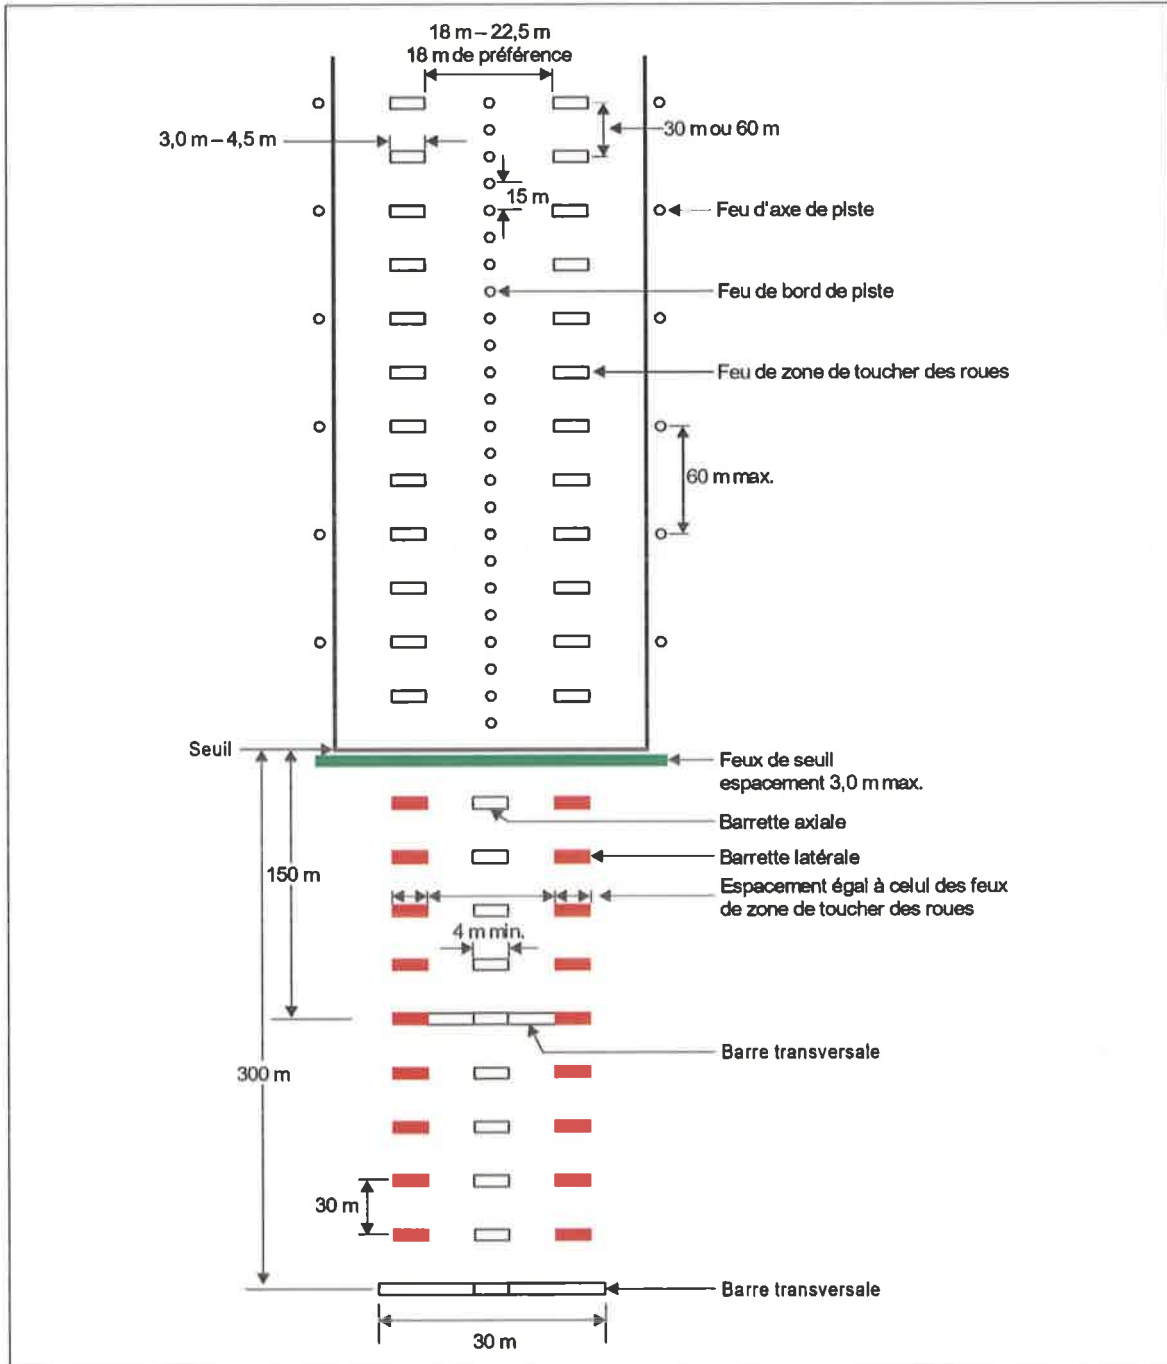 18 m – 22,5 m
18 m de préférence
3,0 m – 4,5 m
30 m ou 60 m
15 m
Feu d'axe de piste
Feu de bord de piste
Feu de zone de toucher des roues
60 m max.
Seuil
Feux de seuil
espacement 3,0 m max.
Barrette axiale
Barrette latérale
150 m
Espacement égal à celui des feux
de zone de toucher des roues
4 m min.
Barre transversale
300 m
30 m
Barre transversale
30 m